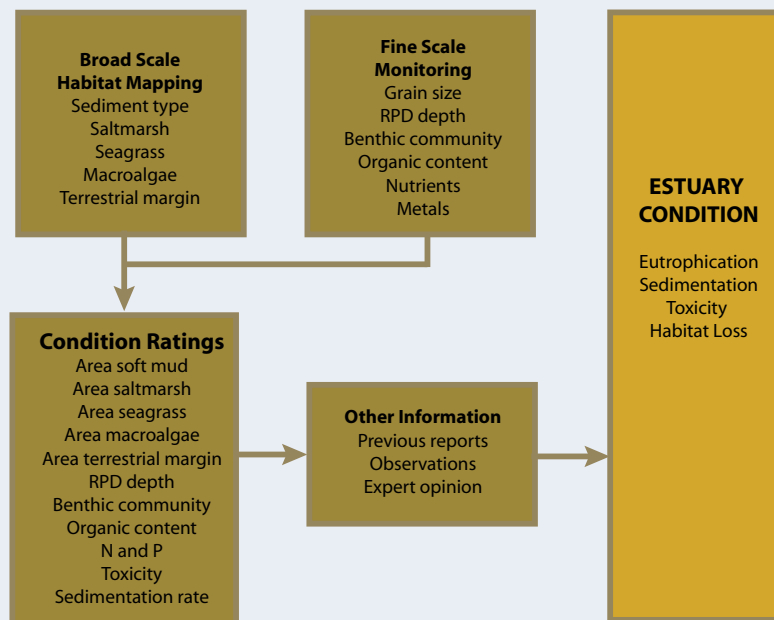 Broad Scale
Habitat Mapping
Sediment type
Saltmarsh
Seagrass
Macroalgae
Terrestrial margin
Fine Scale
Monitoring
Grain size
RPD depth
Benthic community
Organic content
Nutrients
Metals
Condition Ratings
Area soft mud
Area saltmarsh
Area seagrass
Area macroalgae
Area terrestrial margin
RPD depth
Benthic community
Organic content
N and P
Toxicity
Sedimentation rate
Other Information
Previous reports
Observations
Expert opinion
ESTUARY
CONDITION
Eutrophication
Sedimentation
Toxicity
Habitat Loss